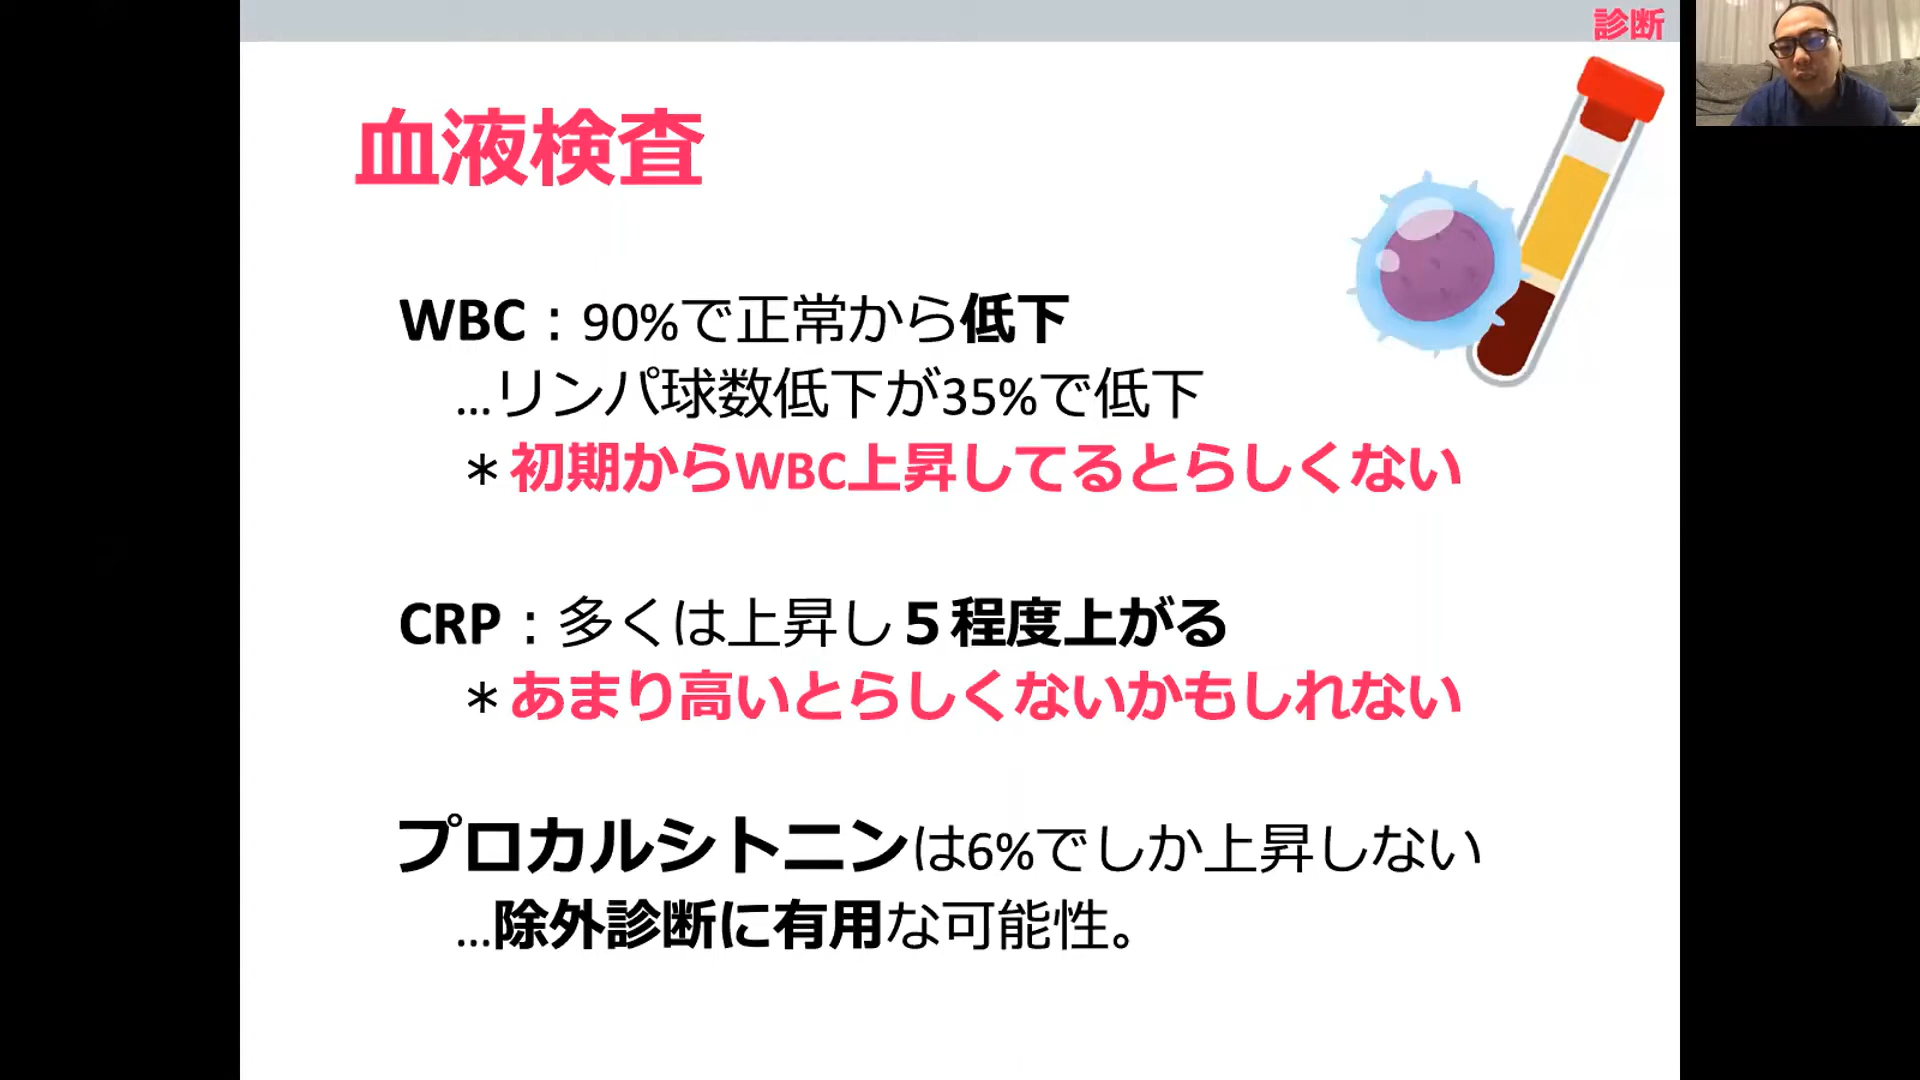 診断
血液検査
WBC：90%で正常から低下
…リンパ球数低下が35%で低下
＊初期からWBC上昇してるとらしくない
CRP：多くは上昇し５程度上がる
＊あまり高いとらしくないかもしれない
プロカルシトニンは6%でしか上昇しない
…除外診断に有用な可能性。